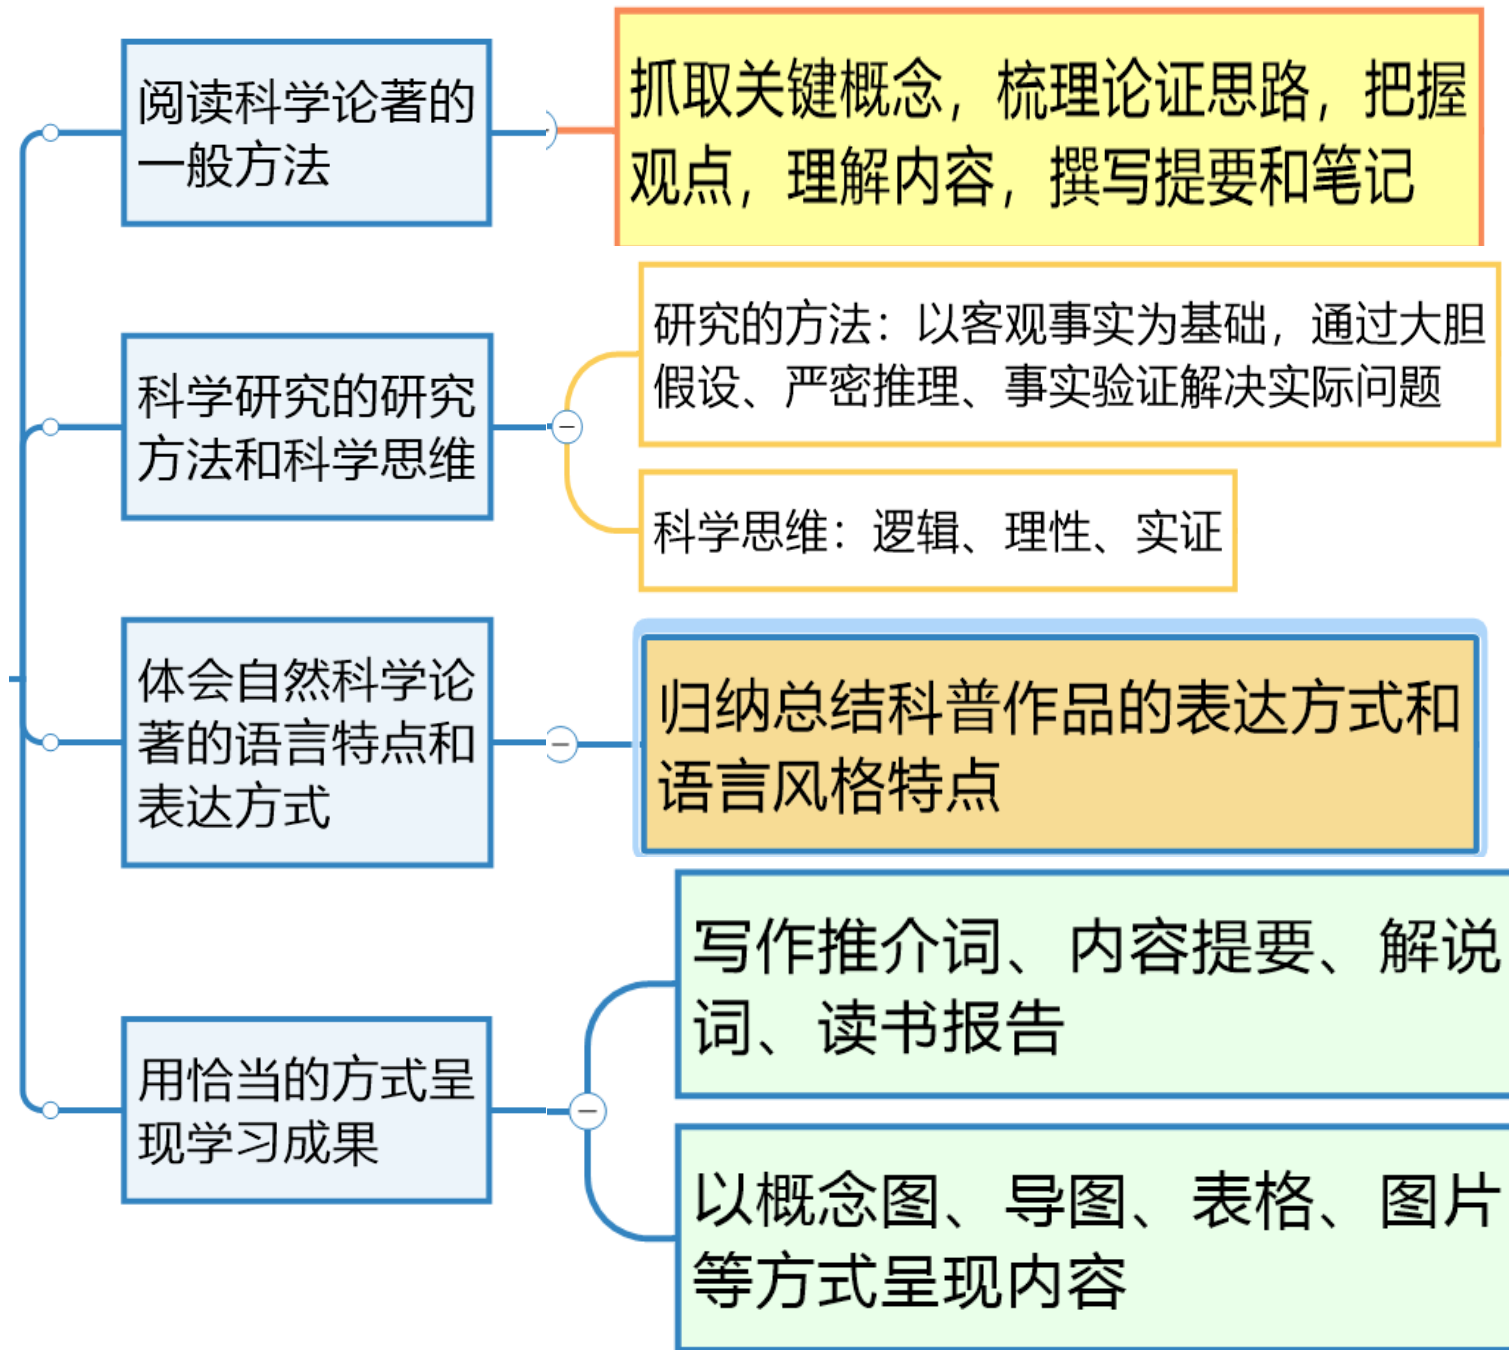 阅读科学论著的
一般方法
抓取关键概念，梳理论证思路，把握
观点，理解内容，撰写提要和笔记
科学研究的研究
方法和科学思维
研究的方法：以客观事实为基础，通过大胆
假设、严密推理、事实验证解决实际问题
科学思维：逻辑、理性、实证
体会自然科学论
著的语言特点和
表达方式
归纳总结科普作品的表达方式和
语言风格特点
用恰当的方式呈
现学习成果
写作推介词、内容提要、解说
词、读书报告
以概念图、导图、表格、图片
等方式呈现内容